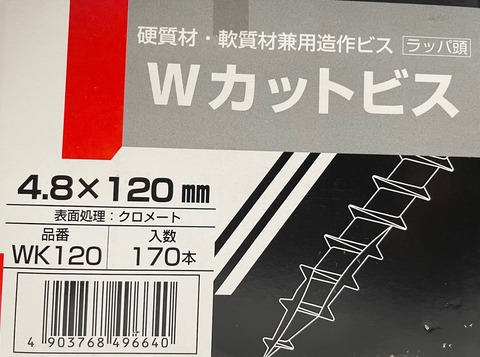 硬質材・軟質材兼用造作ビス ラッパ頭
Wカットビス
4.8×120mm
表面処理：クロメート
品番 入数
WK120 170本
4 903768 496640